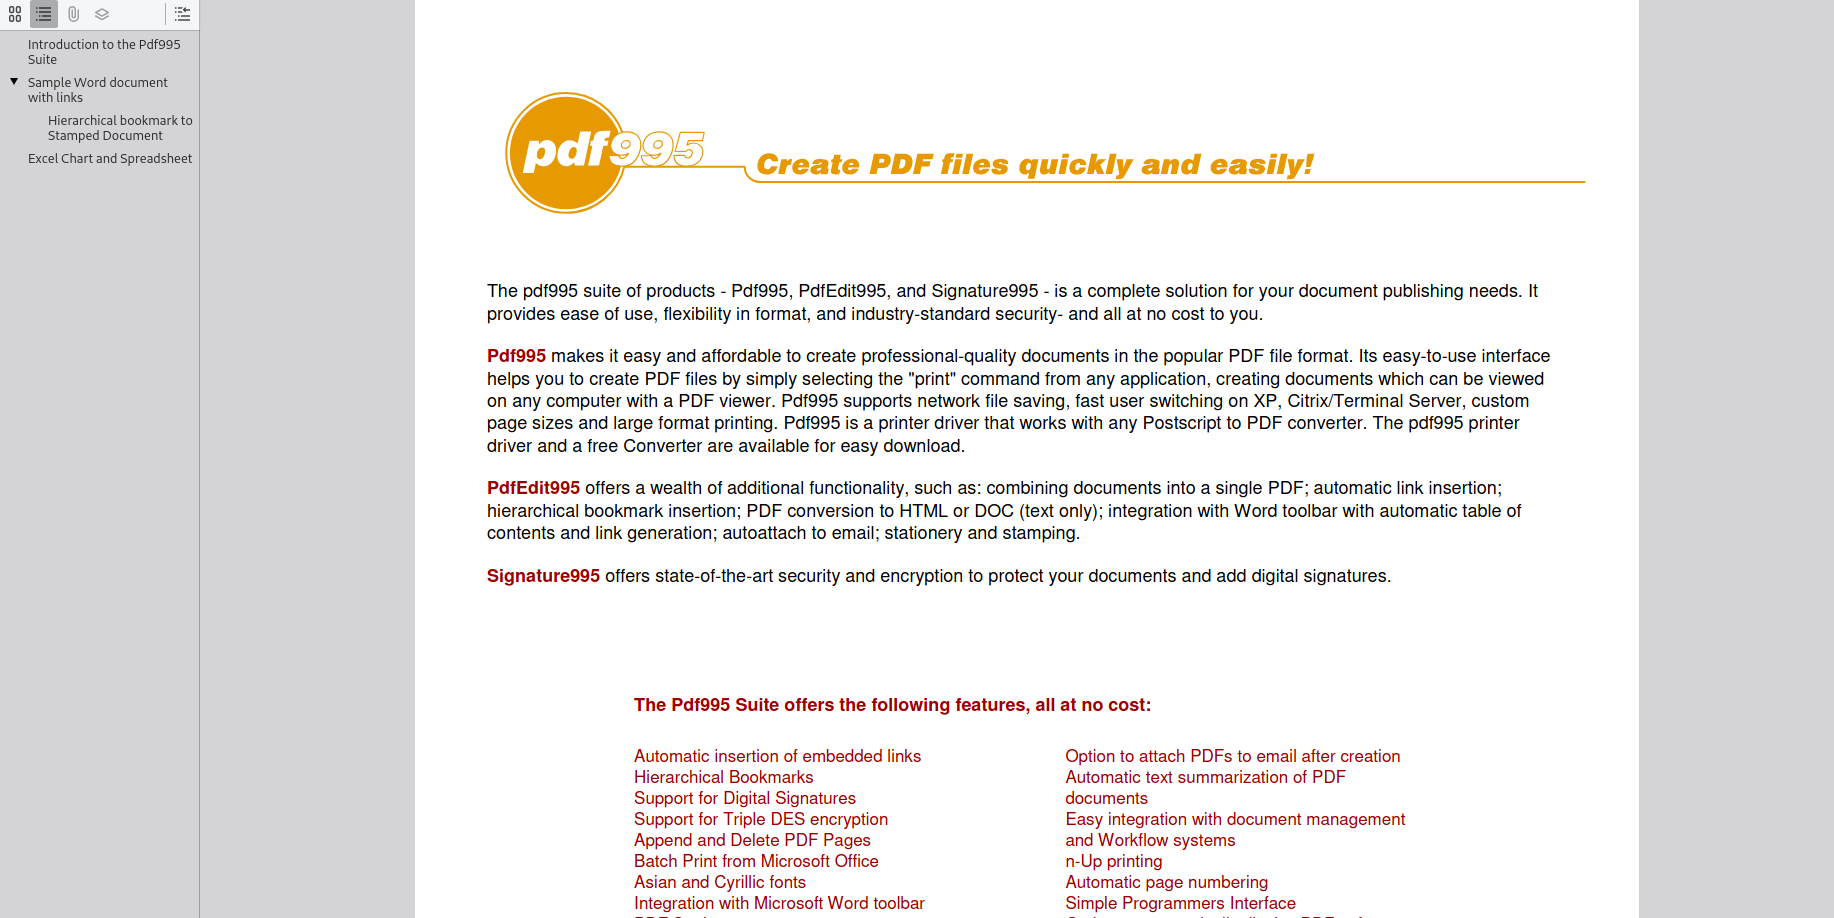 Introduction to the Pdf995
Suite
Sample Word document
with links
Hierarchical bookmark to
Stamped Document
Excel Chart and Spreadsheet
pdf995
Create PDF files quickly and easily!
The pdf995 suite of products - Pdf995, PdfEdit995, and Signature995 - is a complete solution for your document publishing needs. It
provides ease of use, flexibility in format, and industry-standard security- and all at no cost to you.
Pdf995 makes it easy and affordable to create professional-quality documents in the popular PDF file format. Its easy-to-use interface
helps you to create PDF files by simply selecting the "print" command from any application, creating documents which can be viewed
on any computer with a PDF viewer. Pdf995 supports network file saving, fast user switching on XP, Citrix/Terminal Server, custom
page sizes and large format printing. Pdf995 is a printer driver that works with any Postscript to PDF converter. The pdf995 printer
driver and a free Converter are available for easy download.
PdfEdit995 offers a wealth of additional functionality, such as: combining documents into a single PDF; automatic link insertion;
hierarchical bookmark insertion; PDF conversion to HTML or DOC (text only); integration with Word toolbar with automatic table of
contents and link generation; autoattach to email; stationery and stamping.
Signature995 offers state-of-the-art security and encryption to protect your documents and add digital signatures.
The Pdf995 Suite offers the following features, all at no cost:
Automatic insertion of embedded links
Hierarchical Bookmarks
Support for Digital Signatures
Support for Triple DES encryption
Append and Delete PDF Pages
Batch Print from Microsoft Office
Asian and Cyrillic fonts
Integration with Microsoft Word toolbar
Option to attach PDFs to email after creation
Automatic text summarization of PDF
documents
Easy integration with document management
and Workflow systems
n-Up printing
Automatic page numbering
Simple Programmers Interface